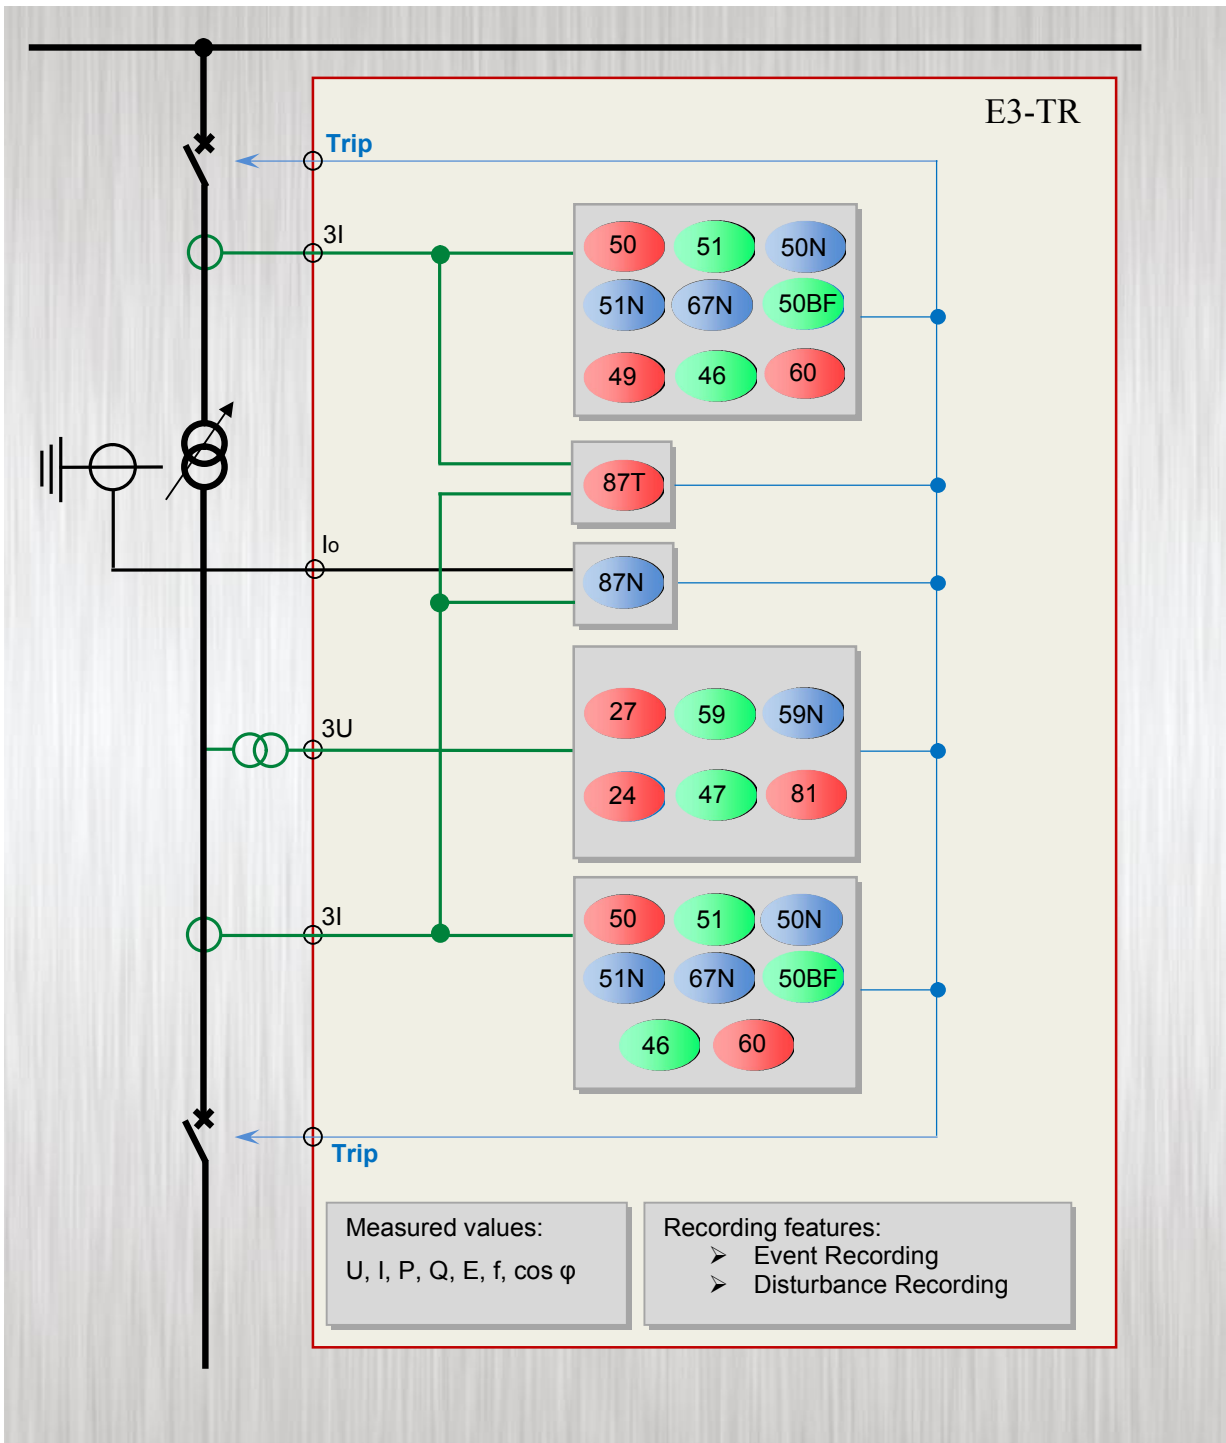 E3-TR
Trip
3I
50 51 50N
51N 67N 50BF
49 46 60
87T
Io
87N
3U
27 59 59N
24 47 81
3I
50 51 50N
51N 67N 50BF
46 60
Trip
Measured values:
U, I, P, Q, E, f, cos φ
Recording features:
➢ Event Recording
➢ Disturbance Recording